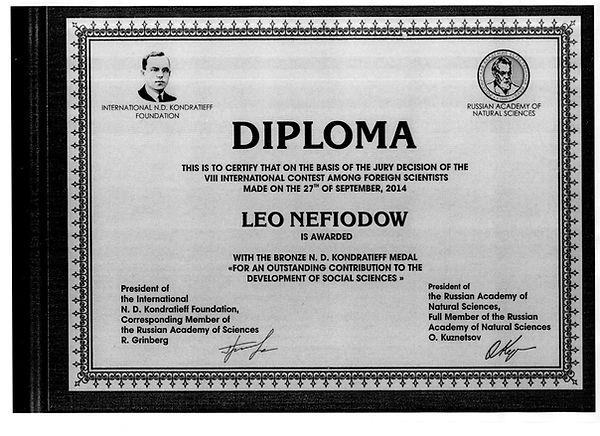 INTERNATIONAL N.D. KONDRATIEFF
FOUNDATION
RUSSIAN ACADEMY OF
NATURAL SCIENCES
DIPLOMA
THIS IS TO CERTIFY THAT ON THE BASIS OF THE JURY DECISION OF THE
VIII INTERNATIONAL CONTEST AMONG FOREIGN SCIENTISTS
MADE ON THE 27TH OF SEPTEMBER, 2014
LEO NEFIODOW
IS AWARDED
WITH THE BRONZE N. D. KONDRATIEFF MEDAL
«FOR AN OUTSTANDING CONTRIBUTION TO THE
DEVELOPMENT OF SOCIAL SCIENCES »
President of
the International
N. D. Kondratieff Foundation,
Corresponding Member of
the Russian Academy of Sciences
R. Grinberg
President of
the Russian Academy of
Natural Sciences,
Full Member of the Russian
Academy of Natural Sciences
O. Kuznetsov